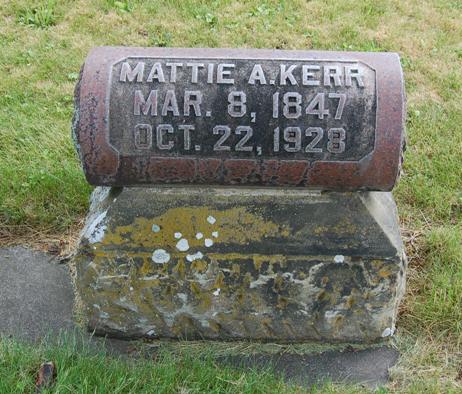 MATTIE A. KERR
MAR. 8, 1847
OCT. 22, 1928